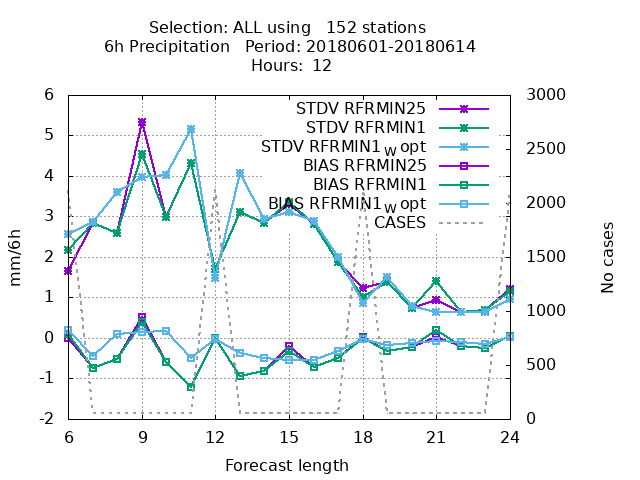 Selection: ALL using 152 stations
6h Precipitation Period: 20180601-20180614
Hours: 12
STDV RFRMIN25
STDV RFRMIN1
STDV RFRMIN1w opt
BIAS RFRMIN25
BIAS RFRMIN1
BIAS RFRMIN1w opt
CASES
6
5
4
3
2
1
0
-1
-2
mm/6h
3000
2500
2000
1500
1000
500
0
No cases
6 9 12 15 18 21 24
Forecast length